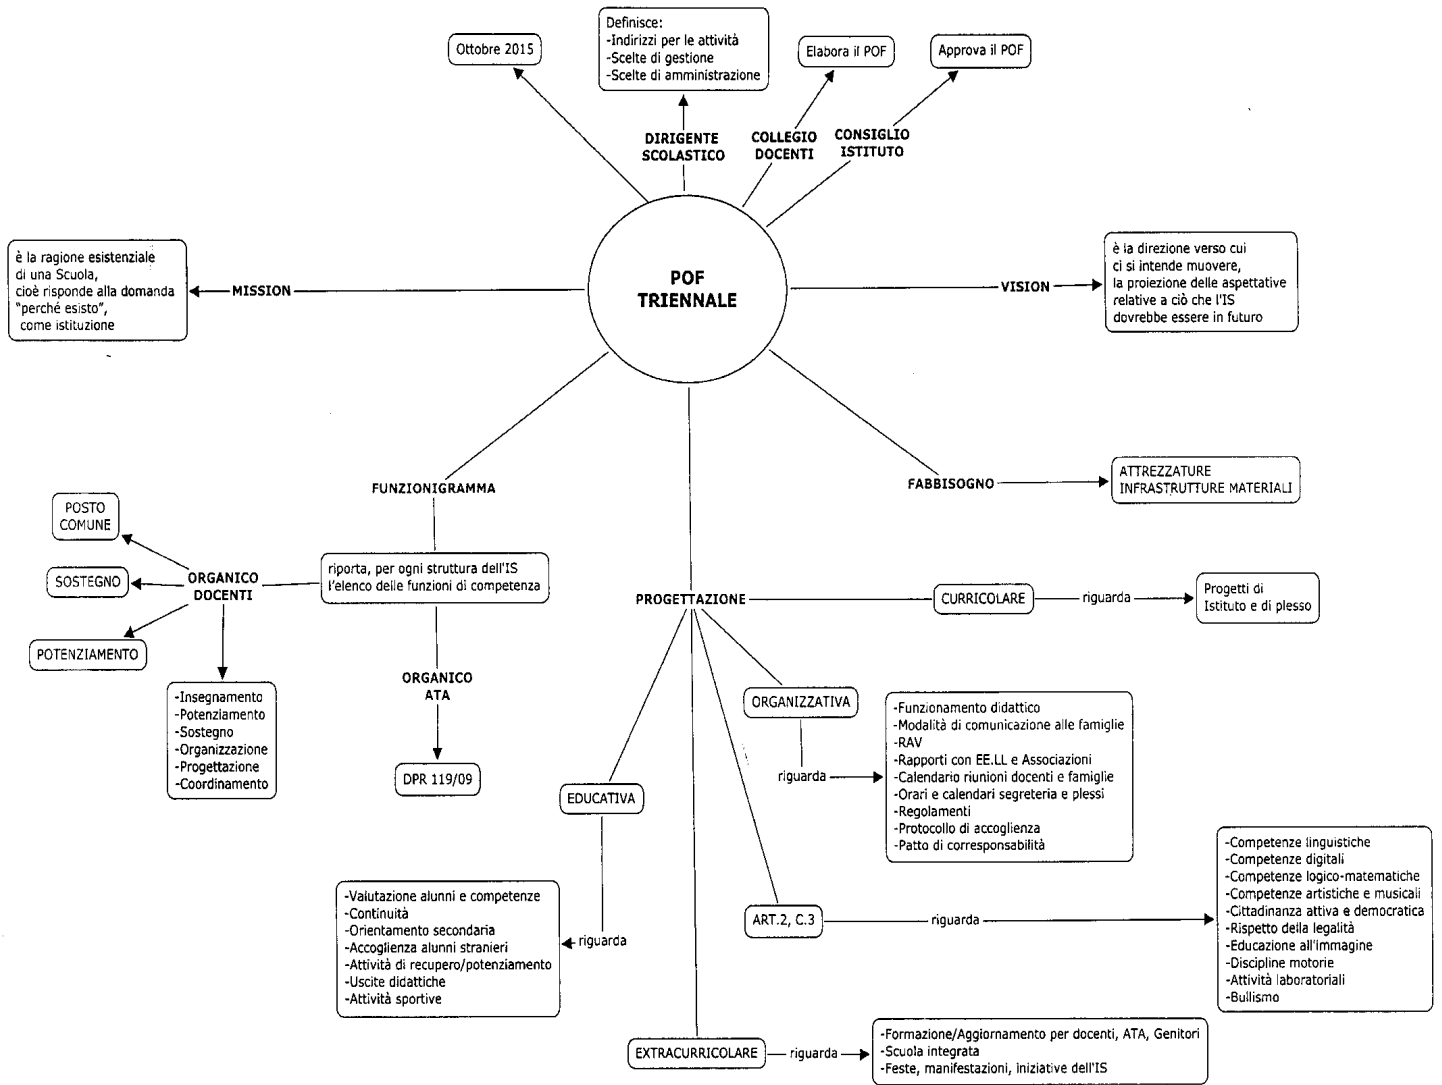 Ottobre 2015
Definisce:
-Indirizzi per le attività
-Scelte di gestione
-Scelte di amministrazione
Elabora il POF
Approva il POF
DIRIGENTE
SCOLASTICO
COLLEGIO
DOCENTI
CONSIGLIO
ISTITUTO
POF
TRIENNALE
è la ragione esistenziale
di una Scuola,
cioè risponde alla domanda
"perché esisto",
come istituzione
MISSION
VISION
è la direzione verso cui
ci si intende muovere,
la proiezione delle aspettative
relative a ciò che l'IS
dovrebbe essere in futuro
FUNZIONIGRAMMA
FABBISOGNO
ATTREZZATURE
INFRASTRUTTURE MATERIALI
POSTO
COMUNE
SOSTEGNO
POTENZIAMENTO
ORGANICO
DOCENTI
riporta, per ogni struttura dell'IS
l'elenco delle funzioni di competenza
-Insegnamento
-Potenziamento
-Sostegno
-Organizzazione
-Progettazione
-Coordinamento
ORGANICO
ATA
DPR 119/09
PROGETTAZIONE
CURRICOLARE
riguarda
Progetti di
Istituto e di plesso
ORGANIZZATIVA
riguarda
-Funzionamento didattico
-Modalità di comunicazione alle famiglie
-RAV
-Rapporti con EE.LL e Associazioni
-Calendario riunioni docenti e famiglie
-Orari e calendari segreteria e plessi
-Regolamenti
-Protocollo di accoglienza
-Patto di corresponsabilità
EDUCATIVA
riguarda
-Valutazione alunni e competenze
-Continuità
-Orientamento secondaria
-Accoglienza alunni stranieri
-Attività di recupero/potenziamento
-Uscite didattiche
-Attività sportive
ART.2, C.3
riguarda
-Competenze linguistiche
-Competenze digitali
-Competenze logico-matematiche
-Competenze artistiche e musicali
-Cittadinanza attiva e democratica
-Rispetto della legalità
-Educazione all'immagine
-Discipline motorie
-Attività laboratoriali
-Bullismo
EXTRACURRICOLARE
riguarda
-Formazione/Aggiornamento per docenti, ATA, Genitori
-Scuola integrata
-Feste, manifestazioni, iniziative dell'IS